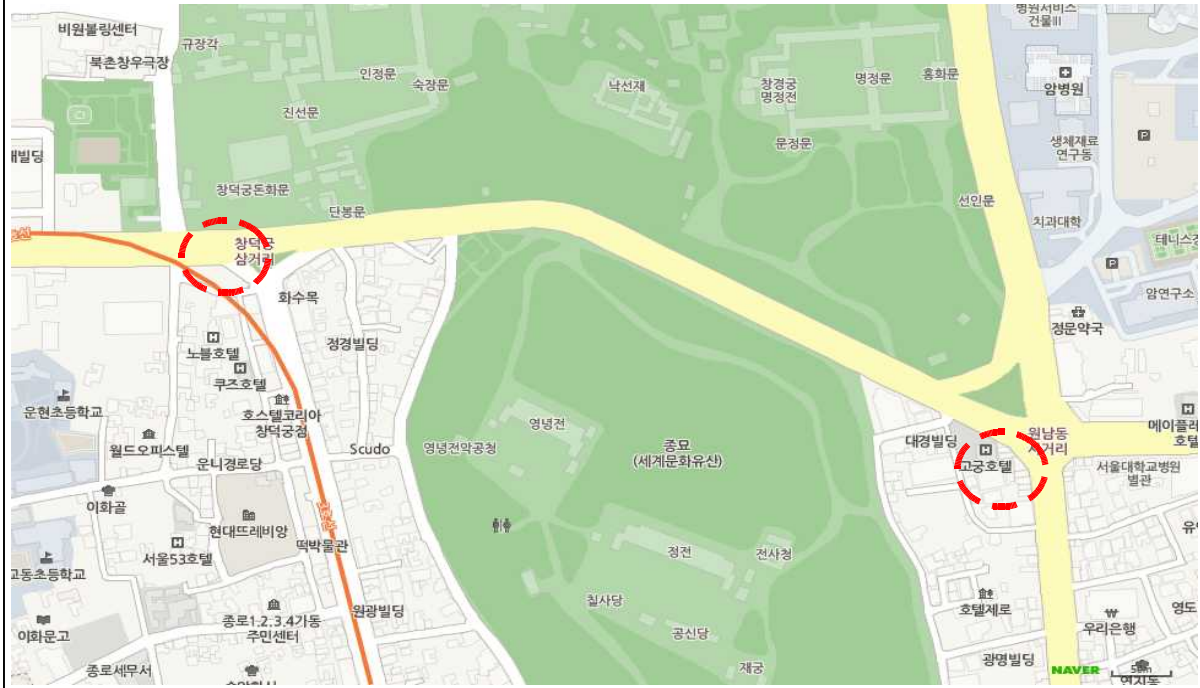 비원볼링센터
북촌창우극장
규장각
인정문
숙장문
진선문
낙선재
창경궁
명정전
명정문
홍화문
문정문
병원서비스
건물III
암병원
P
생체재료
연구동
치과대학
선인문
창덕궁돈화문
단봉문
창덕궁
삼거리
테니스장
P
암연구소
정문약국
화수목
정경빌딩
H
노블호텔
H
쿠즈호텔
호스텔코리아
창덕궁점
운현초등학교
월드오피스텔
운니경로당
Scudo
영녕전
영녕전악공청
종묘
(세계문화유산)
대경빌딩
H
고궁호텔
원남동
사거리
H
메이플레
호텔
서울대학교병원
별관
이화골
현대뜨레비앙
H
서울53호텔
떡박물관
교동초등학교
정전
전사청
칠사당
공신당
재궁
원광빌딩
종로1.2.3.4가동
주민센터
이화문고
종로세무서
호텔제로
우리은행
영도
광명빌딩
NAVER
50m
연지동